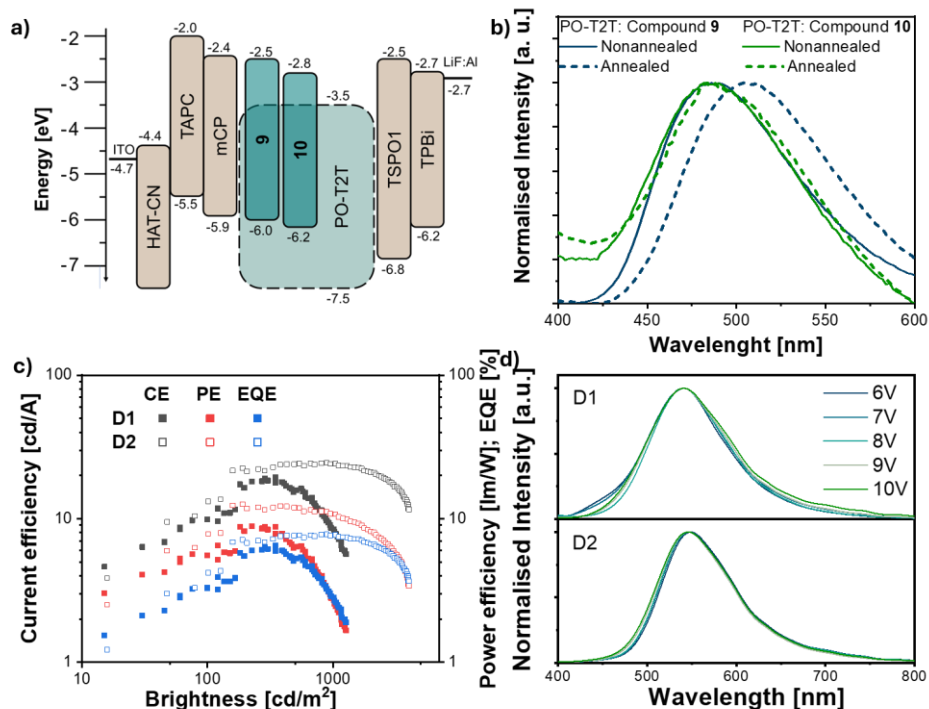 a)
Energy [eV]
-2
-3
-4
-5
-6
-7
ITO
-4.7
-4.4
HAT-CN
-2.0
TAPC
-5.5
-2.4
mCP
-5.9
-2.5
9
-6.0
-2.8
10
-6.2
-3.5
PO-T2T
-7.5
-2.5
TSPO1
-6.8
-2.7
TPBi
-6.2
LiF:Al
-2.7
b)
PO-T2T: Compound 9 PO-T2T: Compound 10
Nonannealed Nonannealed
Annealed Annealed
Normalised Intensity [a. u.]
400 450 500 550 600
Wavelenght [nm]
c)
CE PE EQE
D1
D2
Current efficiency [cd/A]
100
10
1
10 100 1000
Brightness [cd/m2]
100
10
1
Power efficiency [lm/W]; EQE [%]
d)
D1
6V
7V
8V
9V
10V
D2
Normalised Intensity [a.u.]
400 500 600 700 800
Wavelength [nm]